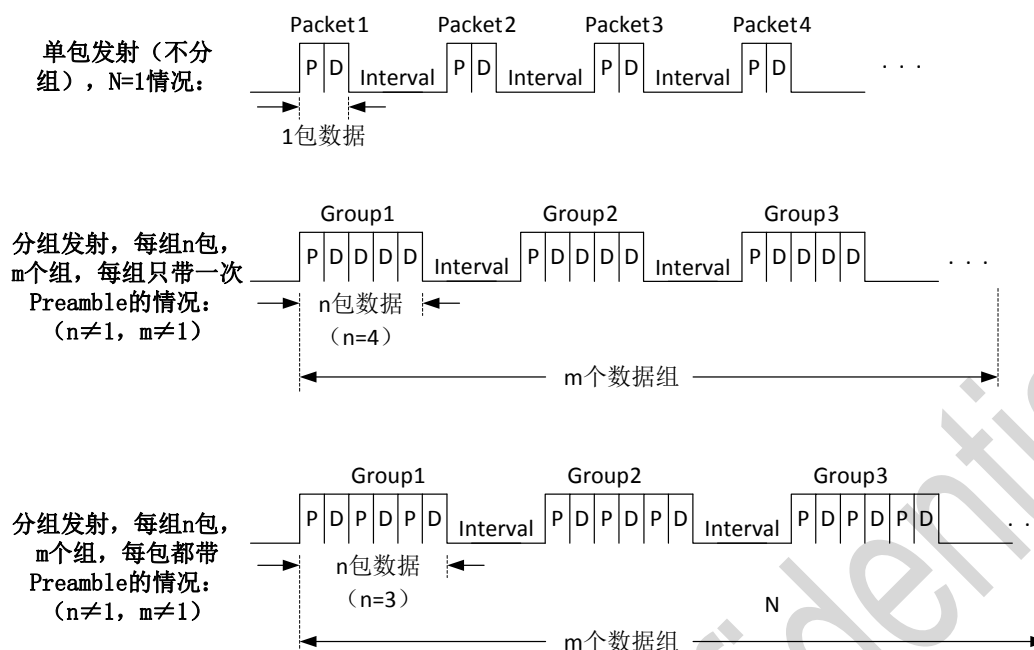 Packet1 Packet2 Packet3 Packet4
单包发射（不分
组），N=1情况：
P D Interval P D Interval P D Interval P D . . .
1包数据
Group1 Group2 Group3
分组发射，每组n包，
m个组，每组只带一次
Preamble的情况：
（n≠1，m≠1）
P D D D D Interval P D D D D Interval P D D D D . . .
n包数据
（n=4）
m个数据组
Group1 Group2 Group3
分组发射，每组n包，
m个组，每包都带
Preamble的情况：
（n≠1，m≠1）
P D P D P D Interval P D P D P D Interval P D P D P D . .
n包数据
（n=3）
N
m个数据组
fidentia